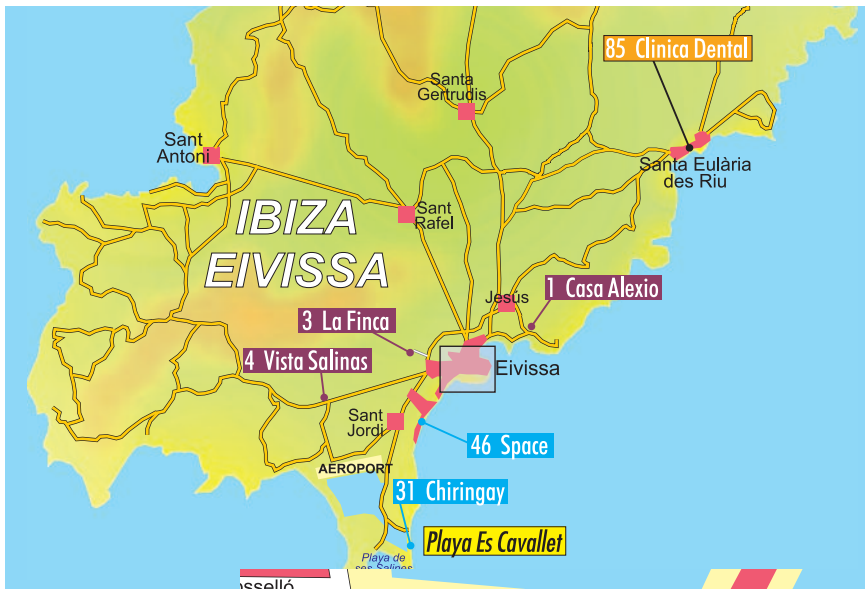 85 Clinica Dental
Santa
Gertrudis
Sant
Antoni
Santa Eulària
des Riu
IBIZA
EIVISSA
Sant
Rafel
Jesús
1 Casa Alexio
3 La Finca
4 Vista Salinas
Eivissa
Sant
Jordi
46 Space
AEROPORT
31 Chiringay
Playa Es Cavallet
Playa de
ses Salines
osselló